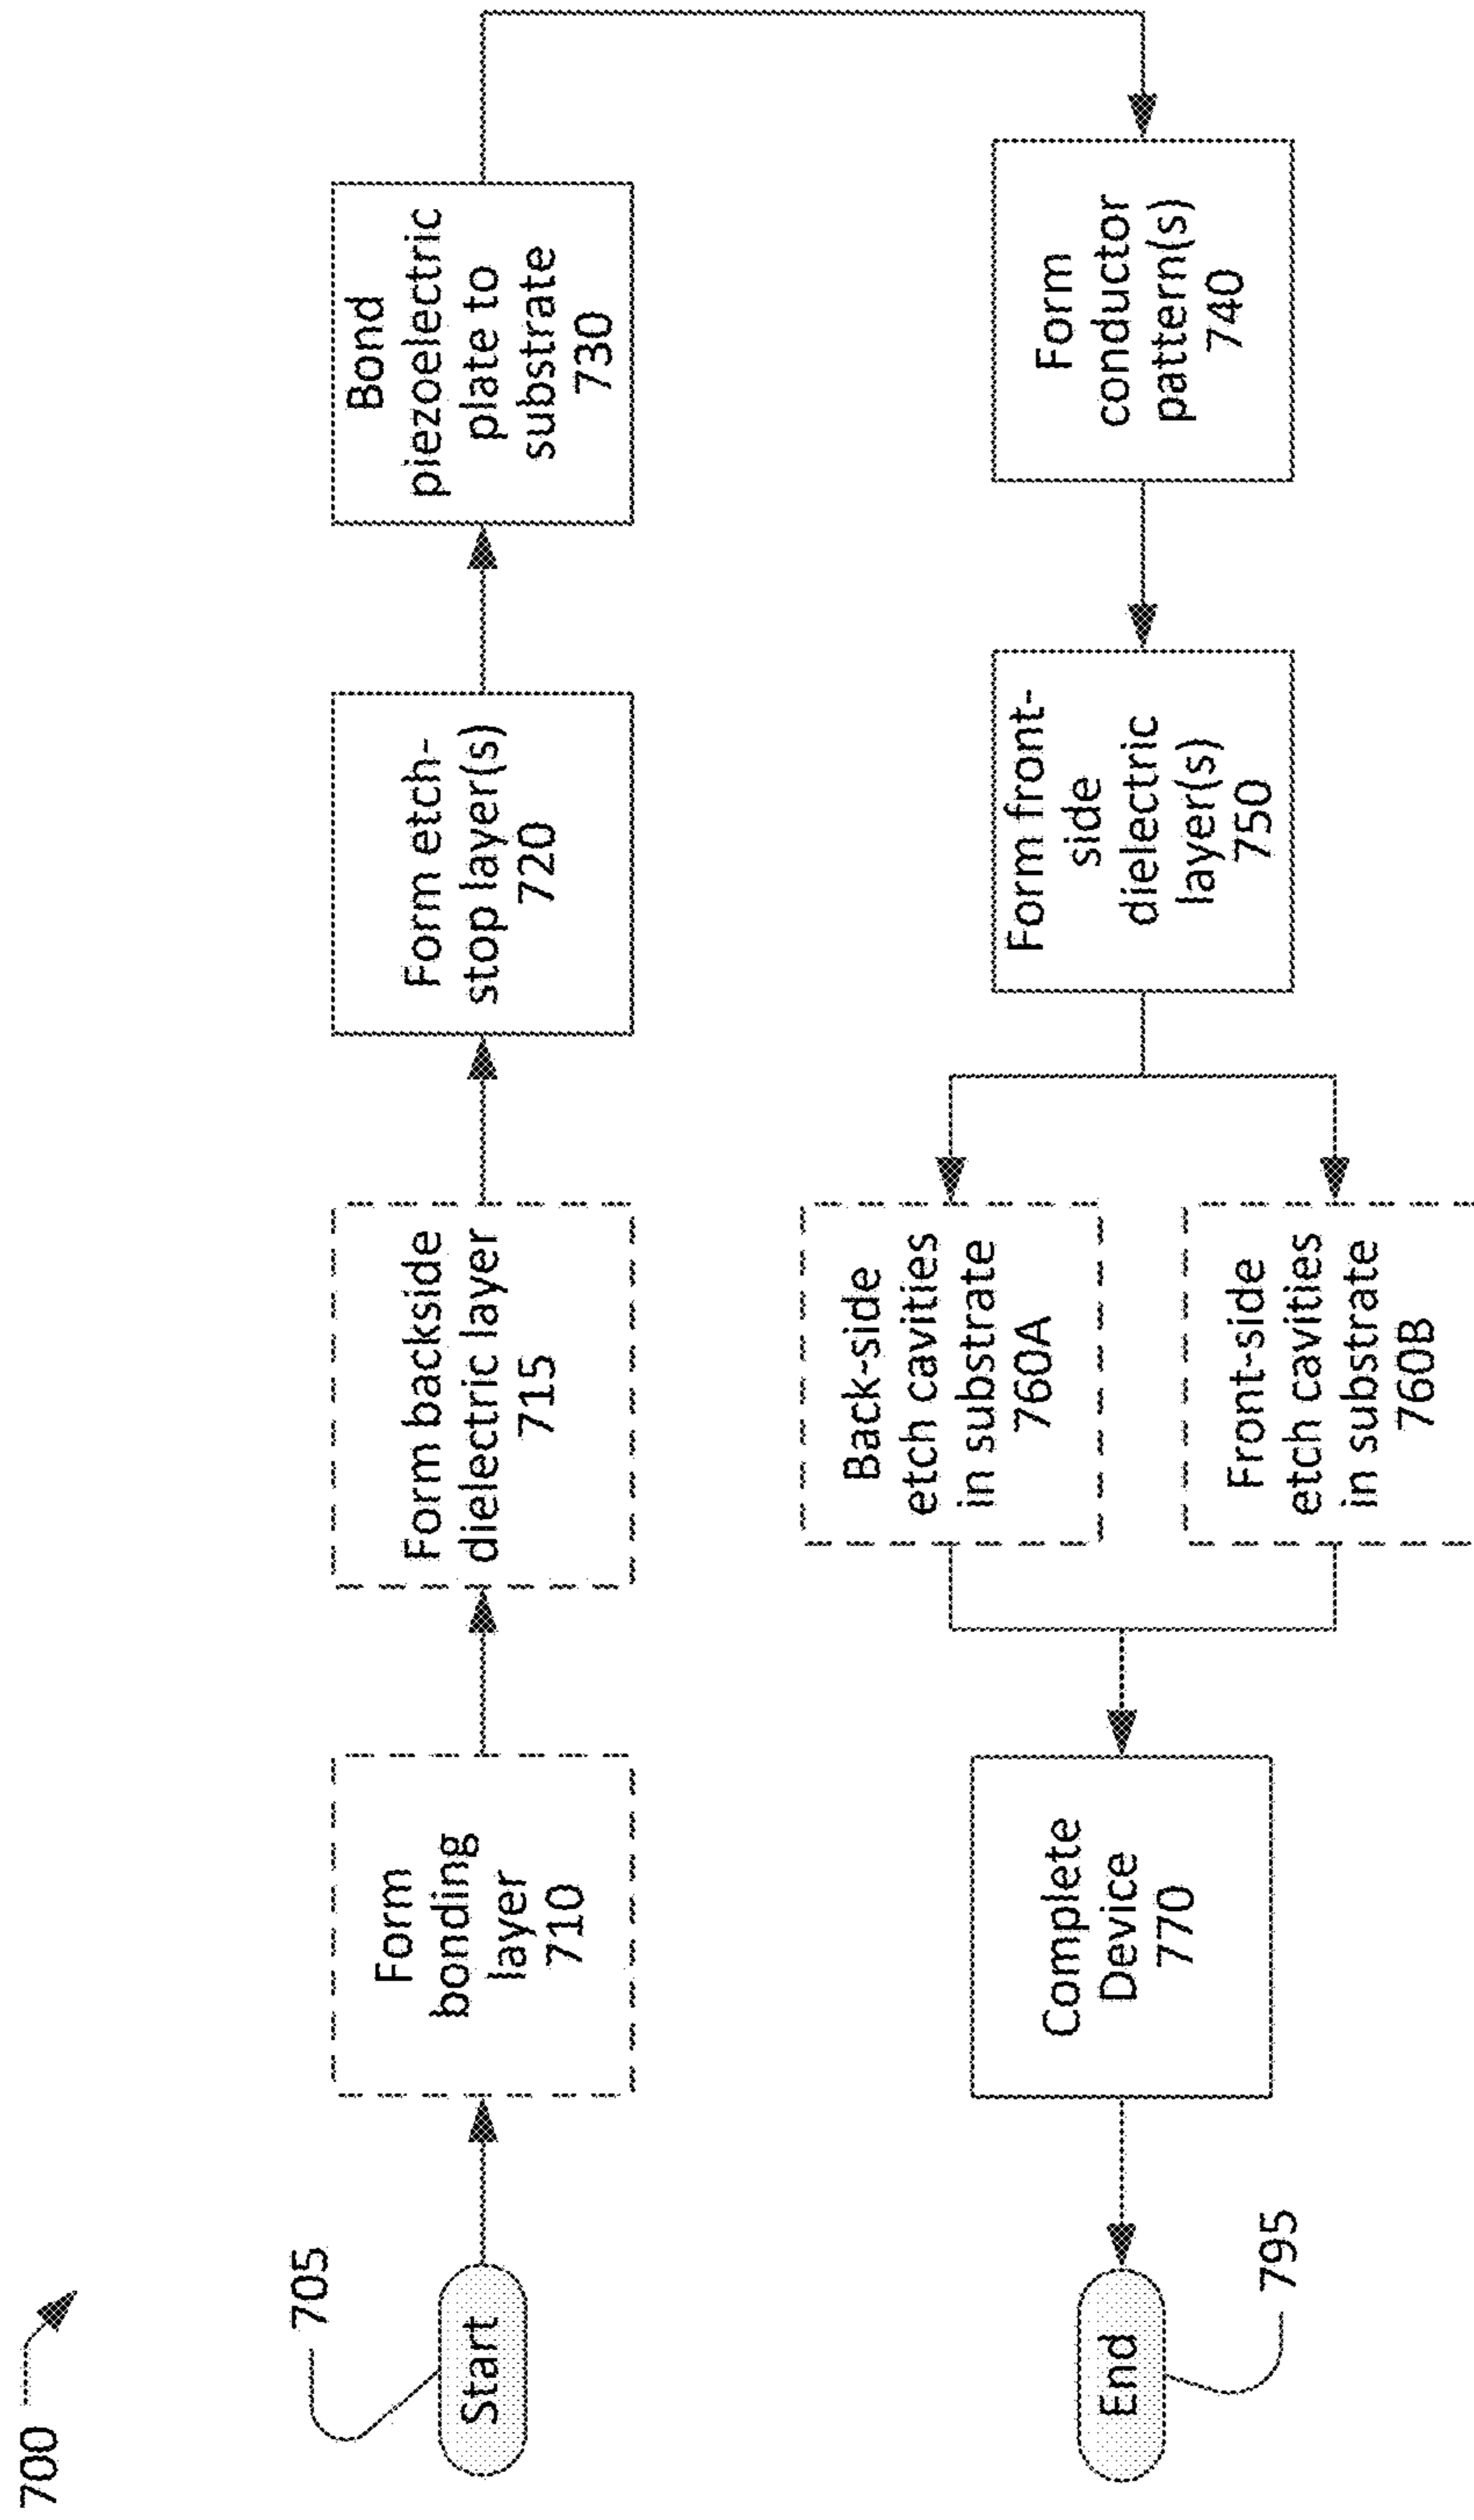 700
705
Start
Form
bonding
layer
710
Form backside
dielectric layer
715
Form etch-
stop layer(s)
720
Bond
piezoelectric
plate to
substrate
730
Form
conductor
pattern(s)
740
Form front-
side
dielectric
layer(s)
750
Back-side
etch cavities
in substrate
760A
Front-side
etch cavities
in substrate
760B
Complete
Device
770
End
795